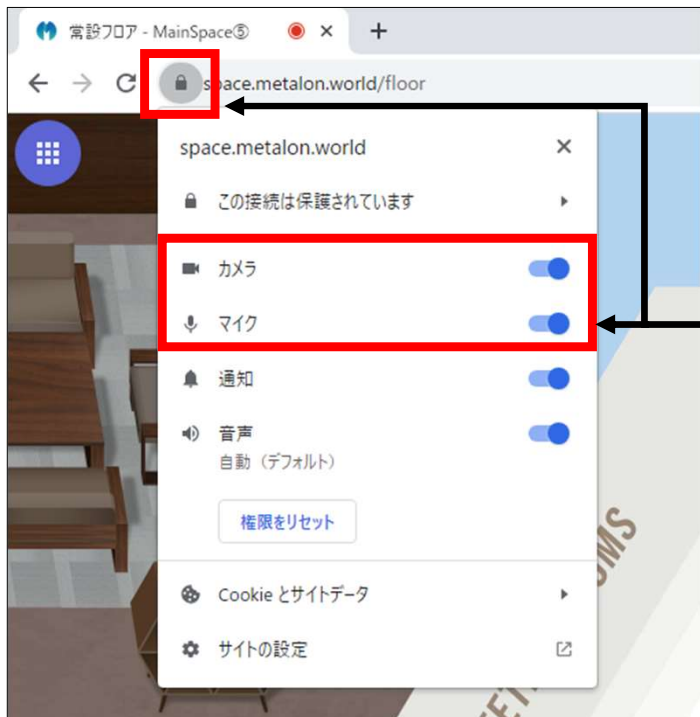 常設フロア - MainSpace⑤
space.metalon.world/floor
space.metalon.world
この接続は保護されています
カメラ
マイク
通知
音声
自動（デフォルト）
権限をリセット
Cookie とサイトデータ
サイトの設定